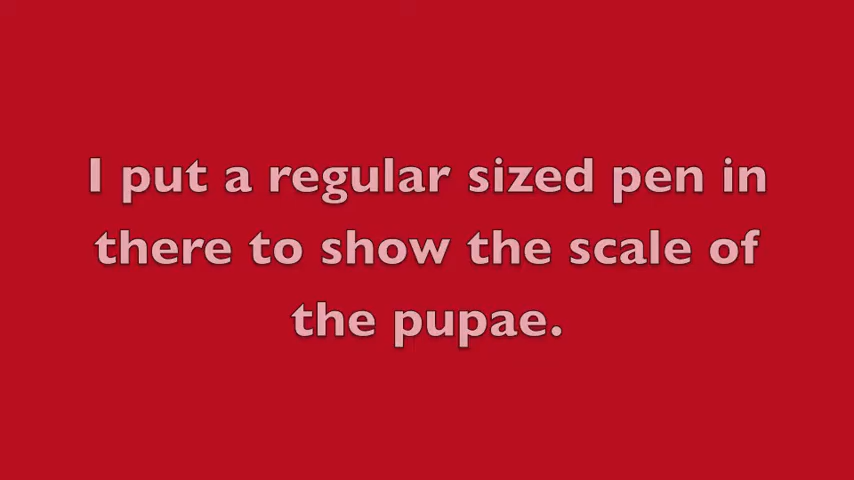 I put a regular sized pen in
there to show the scale of
the pupae.